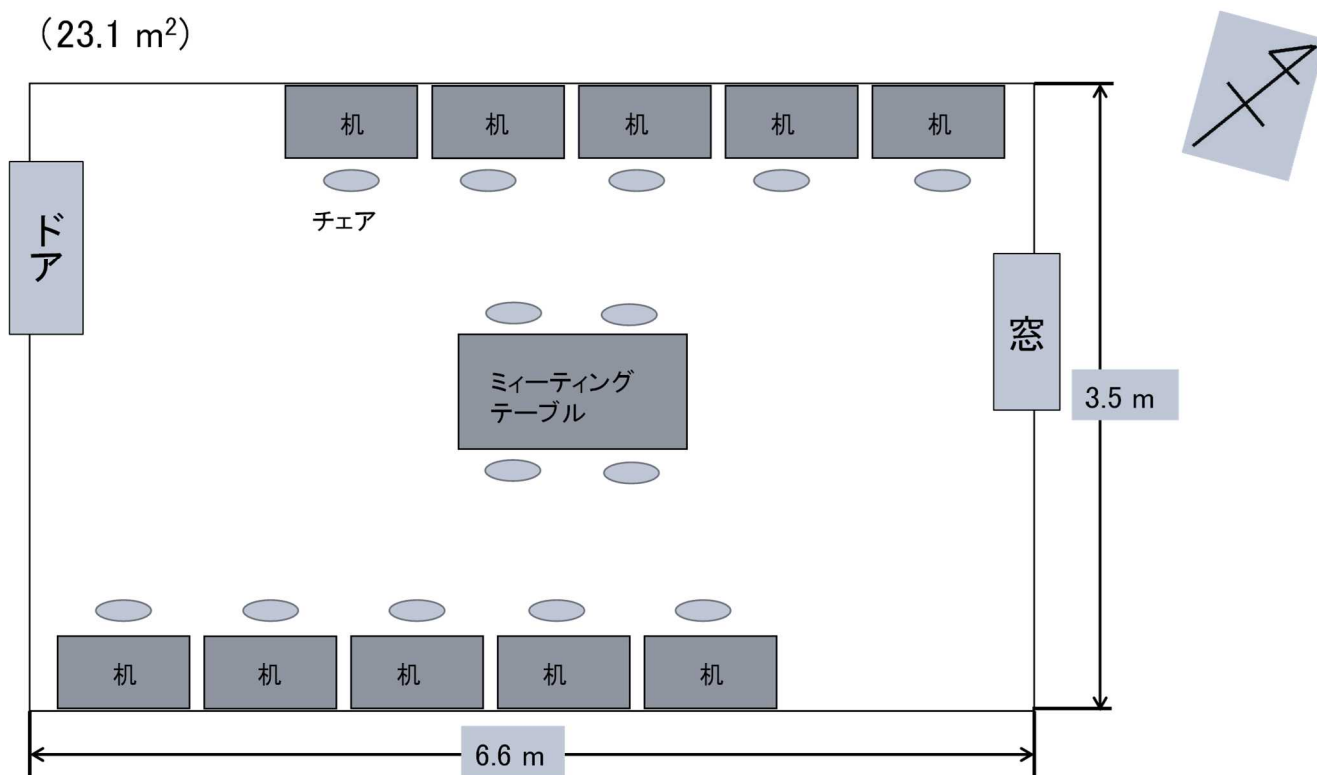 （23.1 m²）
机 机 机 机 机
チェア
ドア
窓
ミィーティング
テーブル
3.5 m
机 机 机 机 机
6.6 m